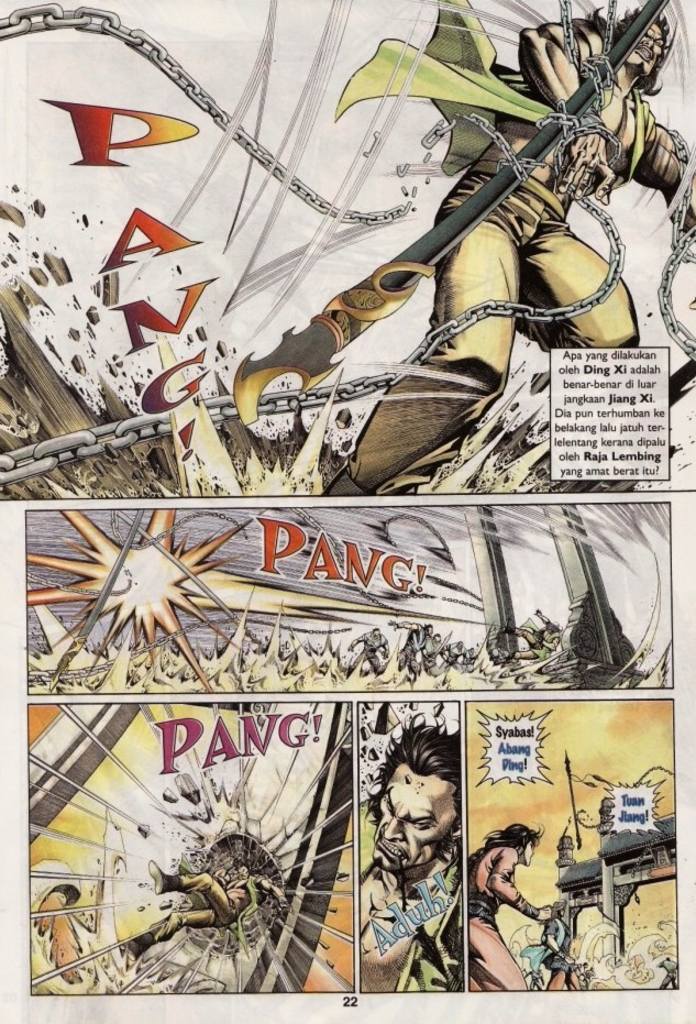 PANG!
Apa yang dilakukan
oleh Ding Xi adalah
benar-benar di luar
jangkaan Jiang Xi.
Dia pun terhumban ke
belakang lalu jatuh ter-
lelentang kerana dipalu
oleh Raja Lembing
yang amat berat itu?
PANG!
PANG!
Aduh!
Syabas!
Abang
Ding!
Tuan
Jiang!
22